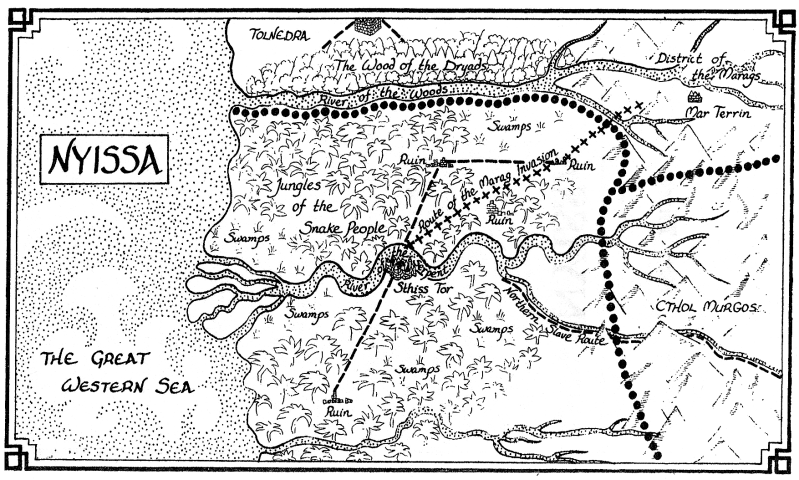 TOLNEDRA
The Wood of the Dryads
District of
the Marags
River of the Woods
Mar Terrin
Swamps
NYISSA
Ruin
Route of the Marag Invasion
Ruin
Jungles
of the
Snake People
Ruin
Swamps
River of the Serpent
Sthiss Tor
Northern Slave Route
CTHOL MURGOS
Swamps
Swamps
Swamps
THE GREAT
WESTERN SEA
Ruin